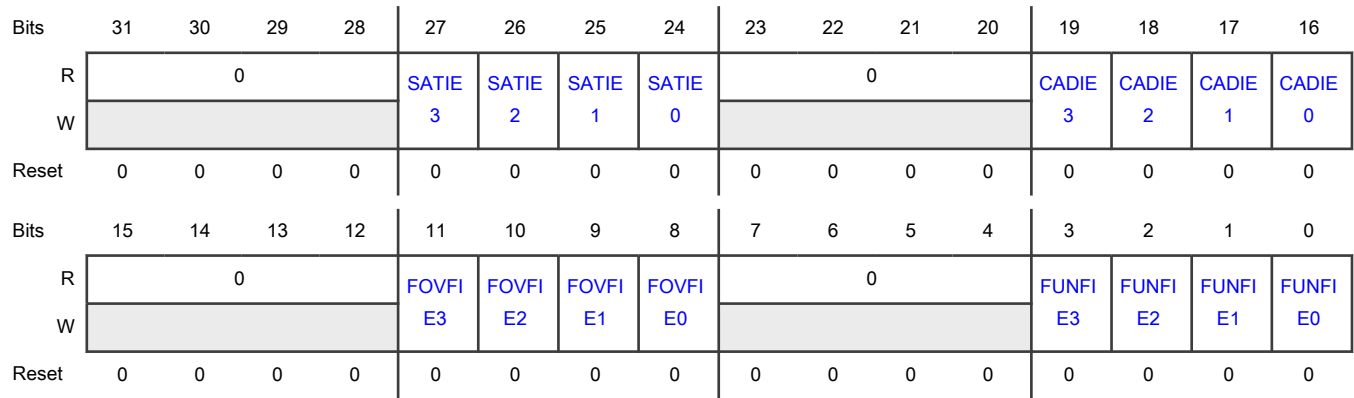 Bits 31 30 29 28 27 26 25 24 23 22 21 20 19 18 17 16
R 0 SATIE SATIE SATIE SATIE 0 CADIE CADIE CADIE CADIE
W 3 2 1 0 3 2 1 0
Reset 0 0 0 0 0 0 0 0 0 0 0 0 0 0 0 0
Bits 15 14 13 12 11 10 9 8 7 6 5 4 3 2 1 0
R 0 FOVFI FOVFI FOVFI FOVFI 0 FUNFI FUNFI FUNFI FUNFI
W E3 E2 E1 E0 E3 E2 E1 E0
Reset 0 0 0 0 0 0 0 0 0 0 0 0 0 0 0 0